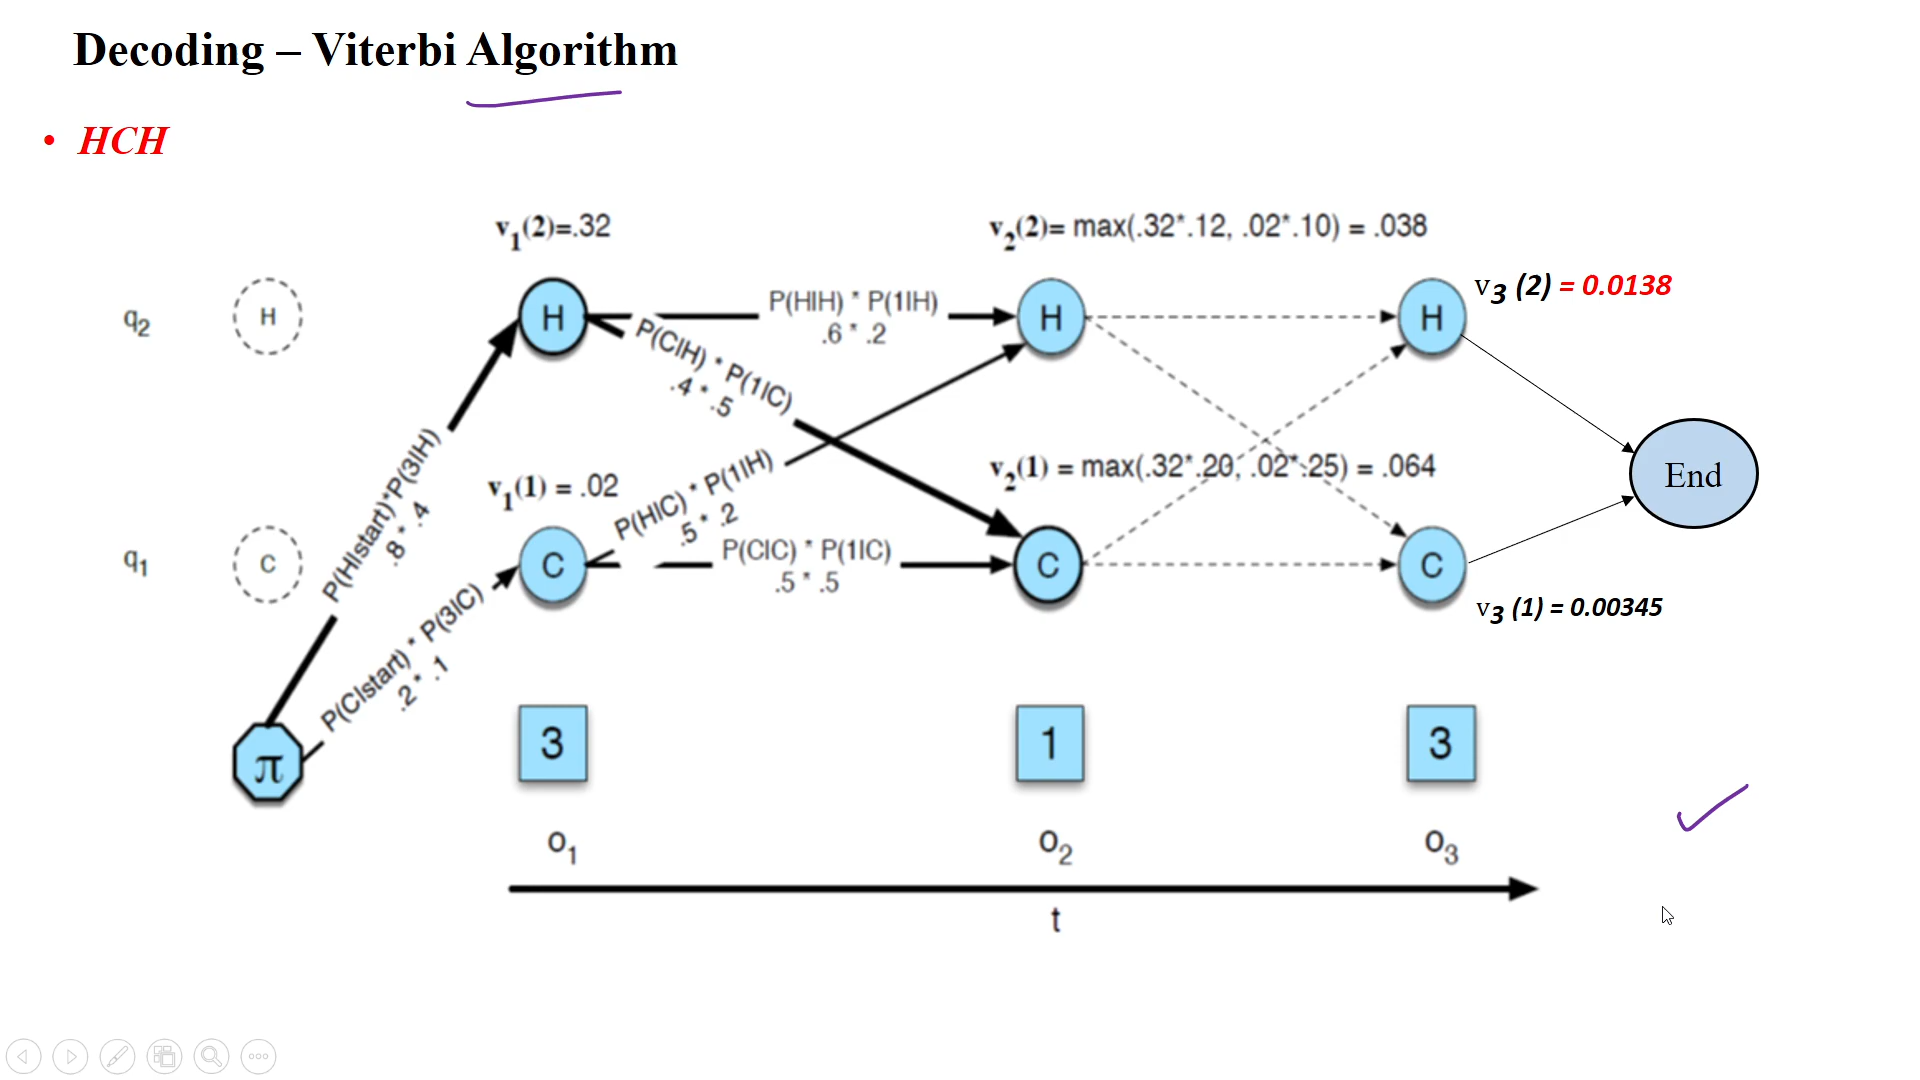 Decoding – Viterbi Algorithm
• HCH
v1(2)=.32
v2(2)= max(.32*.12, .02*.10) = .038
v3 (2) = 0.0138
q2
H
H
P(H|H) * P(1|H)
.6 * .2
H
H
P(C|H) * P(1|C)
.4 * .5
P(H|start)*P(3|H)
.8 * .4
v1(1) = .02
P(H|C) * P(1|H)
.5 * .2
v2(1) = max(.32*.20, .02*.25) = .064
End
q1
C
C
P(C|C) * P(1|C)
.5 * .5
C
C
v3 (1) = 0.00345
P(C|start) * P(3|C)
.2 * .1
π
3
1
3
o1
o2
o3
t